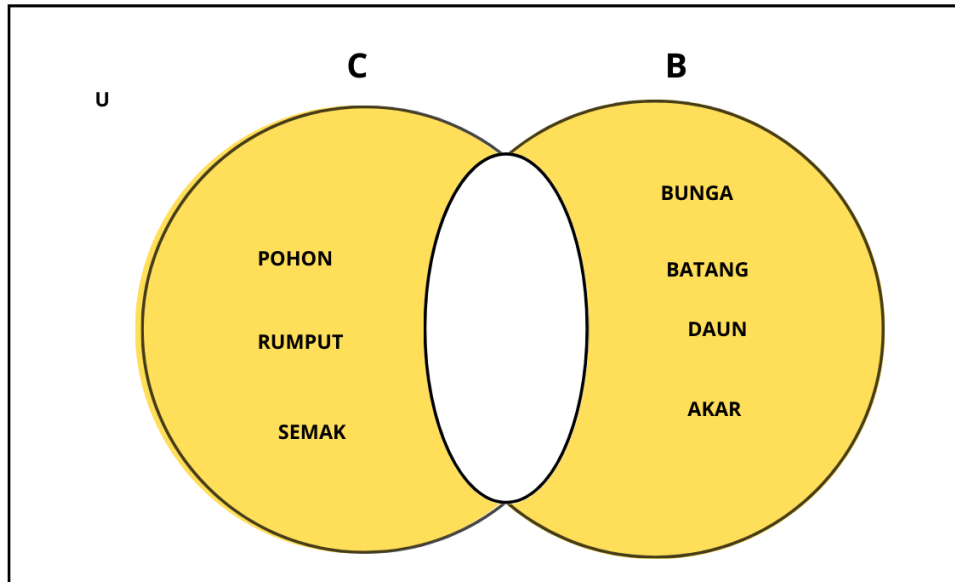 C
B
U
POHON
RUMPUT
SEMAK
BUNGA
BATANG
DAUN
AKAR